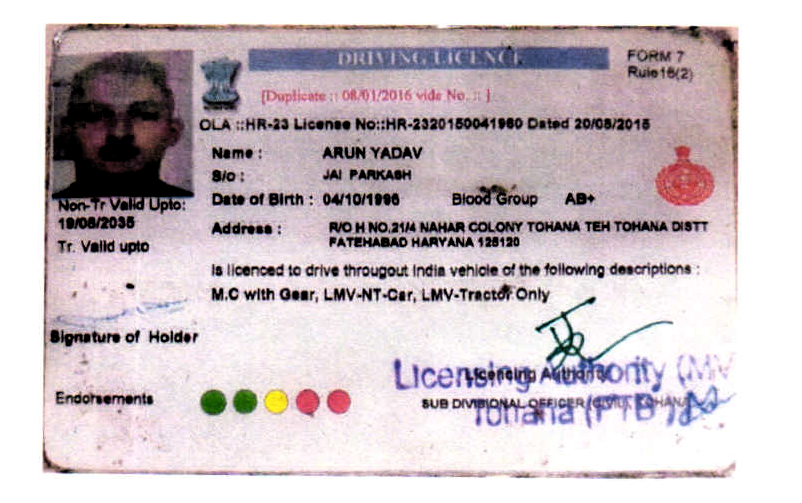 DRIVING LICENCE
FORM 7
Rule 16(2)
[Duplicate :: 08/01/2016 vide No. :: ]
OLA ::HR-23 License No::HR-2320150041960 Dated 20/08/2015
Name : ARUN YADAV
S/o : JAI PARKASH
Date of Birth : 04/10/1996 Blood Group AB+
Non-Tr Valid Upto:
19/08/2035
Tr. Valid upto
Address : R/O H NO.21/4 NAHAR COLONY TOHANA TEH TOHANA DISTT
FATEHABAD HARYANA 125120
is licenced to drive througout India vehicle of the following descriptions :
M.C with Gear, LMV-NT-Car, LMV-Tractor Only
Signature of Holder
Licensing Authority
Licensing Authority (MV
Endorsements
SUB DIVISIONAL OFFICER (CIVIL), TOHANA
Tohana (FTB)